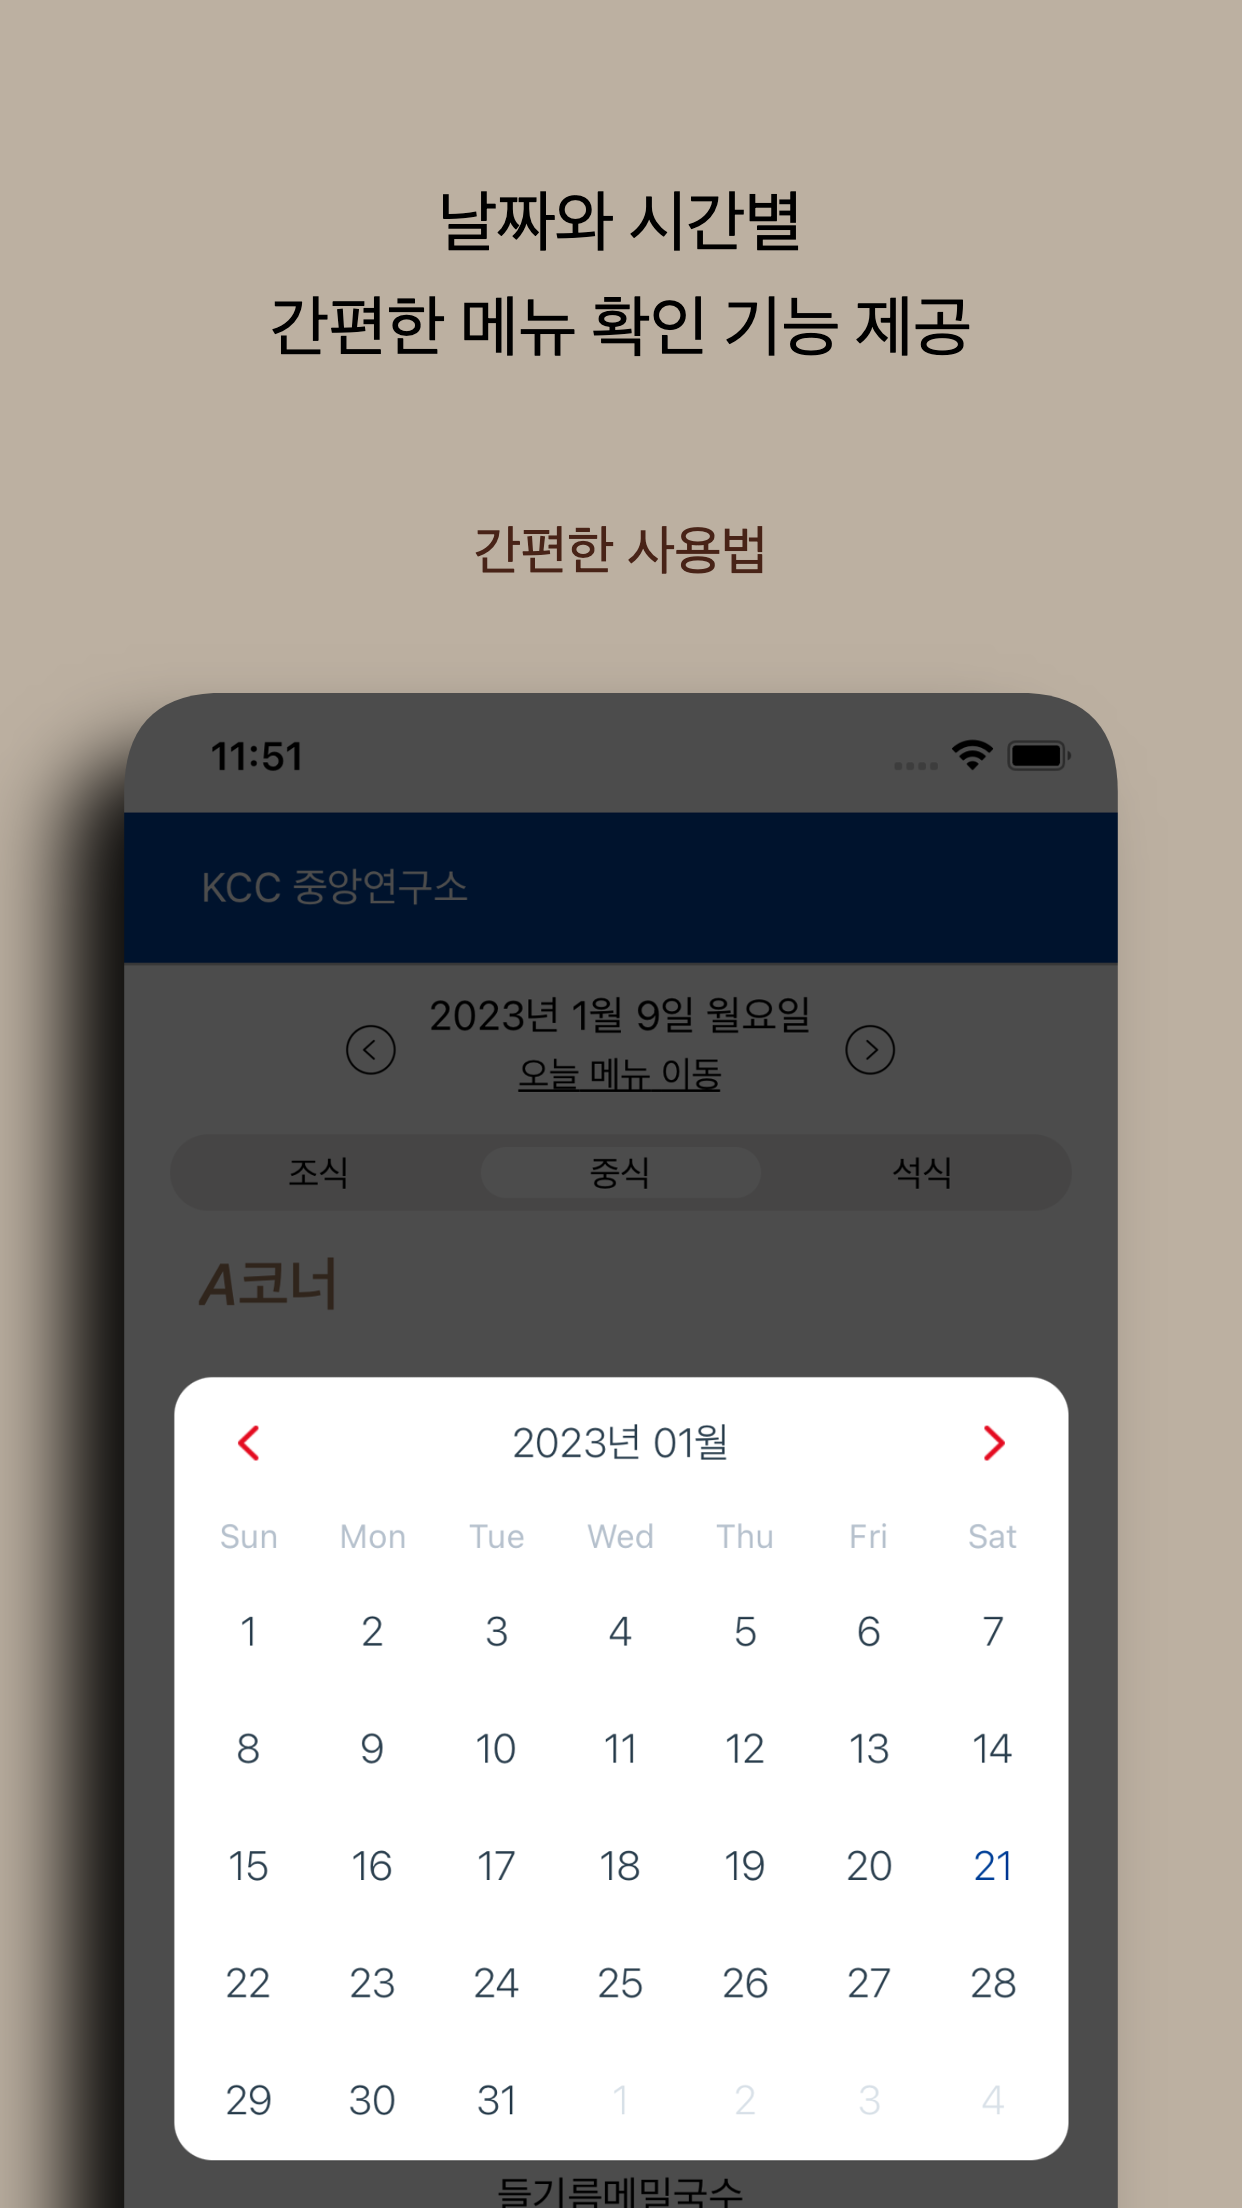 날짜와 시간별
간편한 메뉴 확인 기능 제공
간편한 사용법
11:51
KCC 중앙연구소
2023년 1월 9일 월요일
오늘 메뉴 이동
조식 중식 석식
A코너
2023년 01월
Sun Mon Tue Wed Thu Fri Sat
1 2 3 4 5 6 7
8 9 10 11 12 13 14
15 16 17 18 19 20 21
22 23 24 25 26 27 28
29 30 31 1 2 3 4
들기름메밀국수